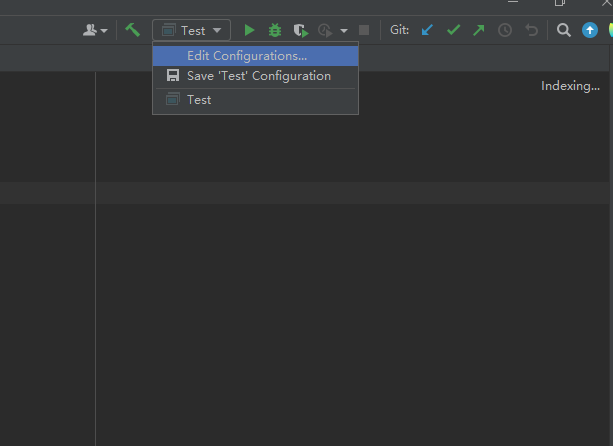 Test
Git:
Edit Configurations...
Save 'Test' Configuration
Test
Indexing...